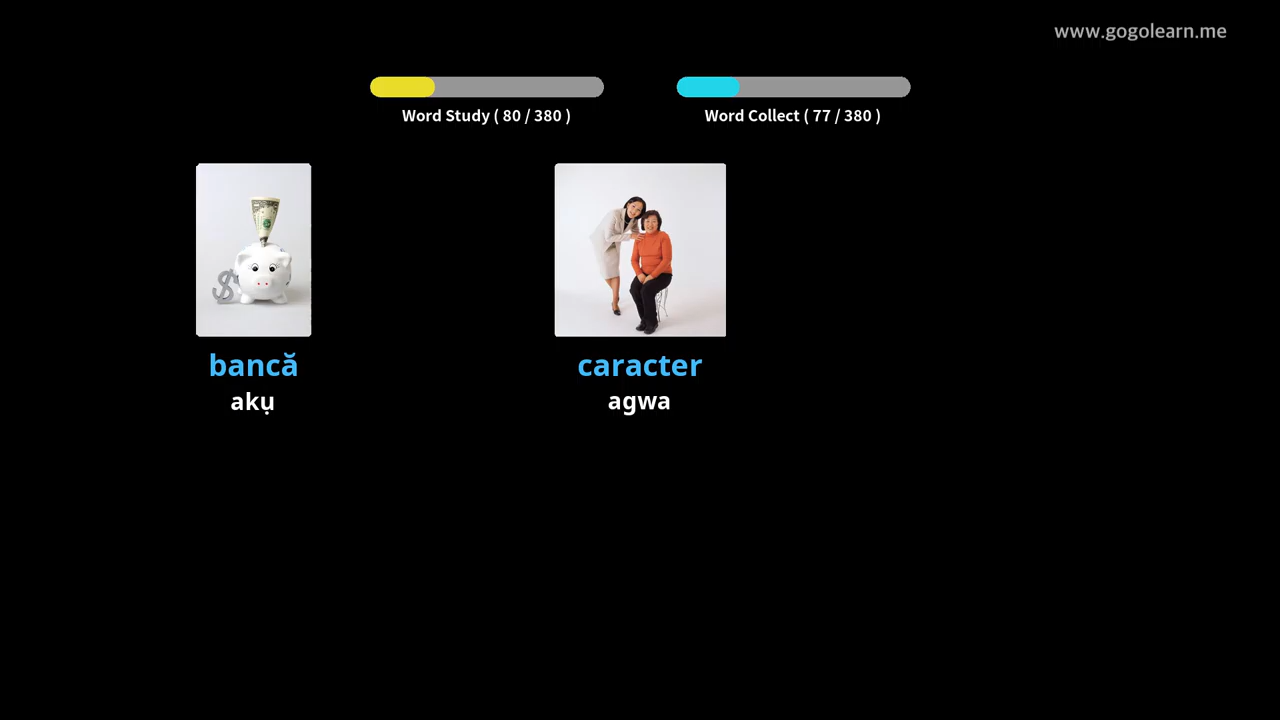 www.gogolearn.me
Word Study ( 80 / 380 )
Word Collect ( 77 / 380 )
bancă
akụ
caracter
agwa